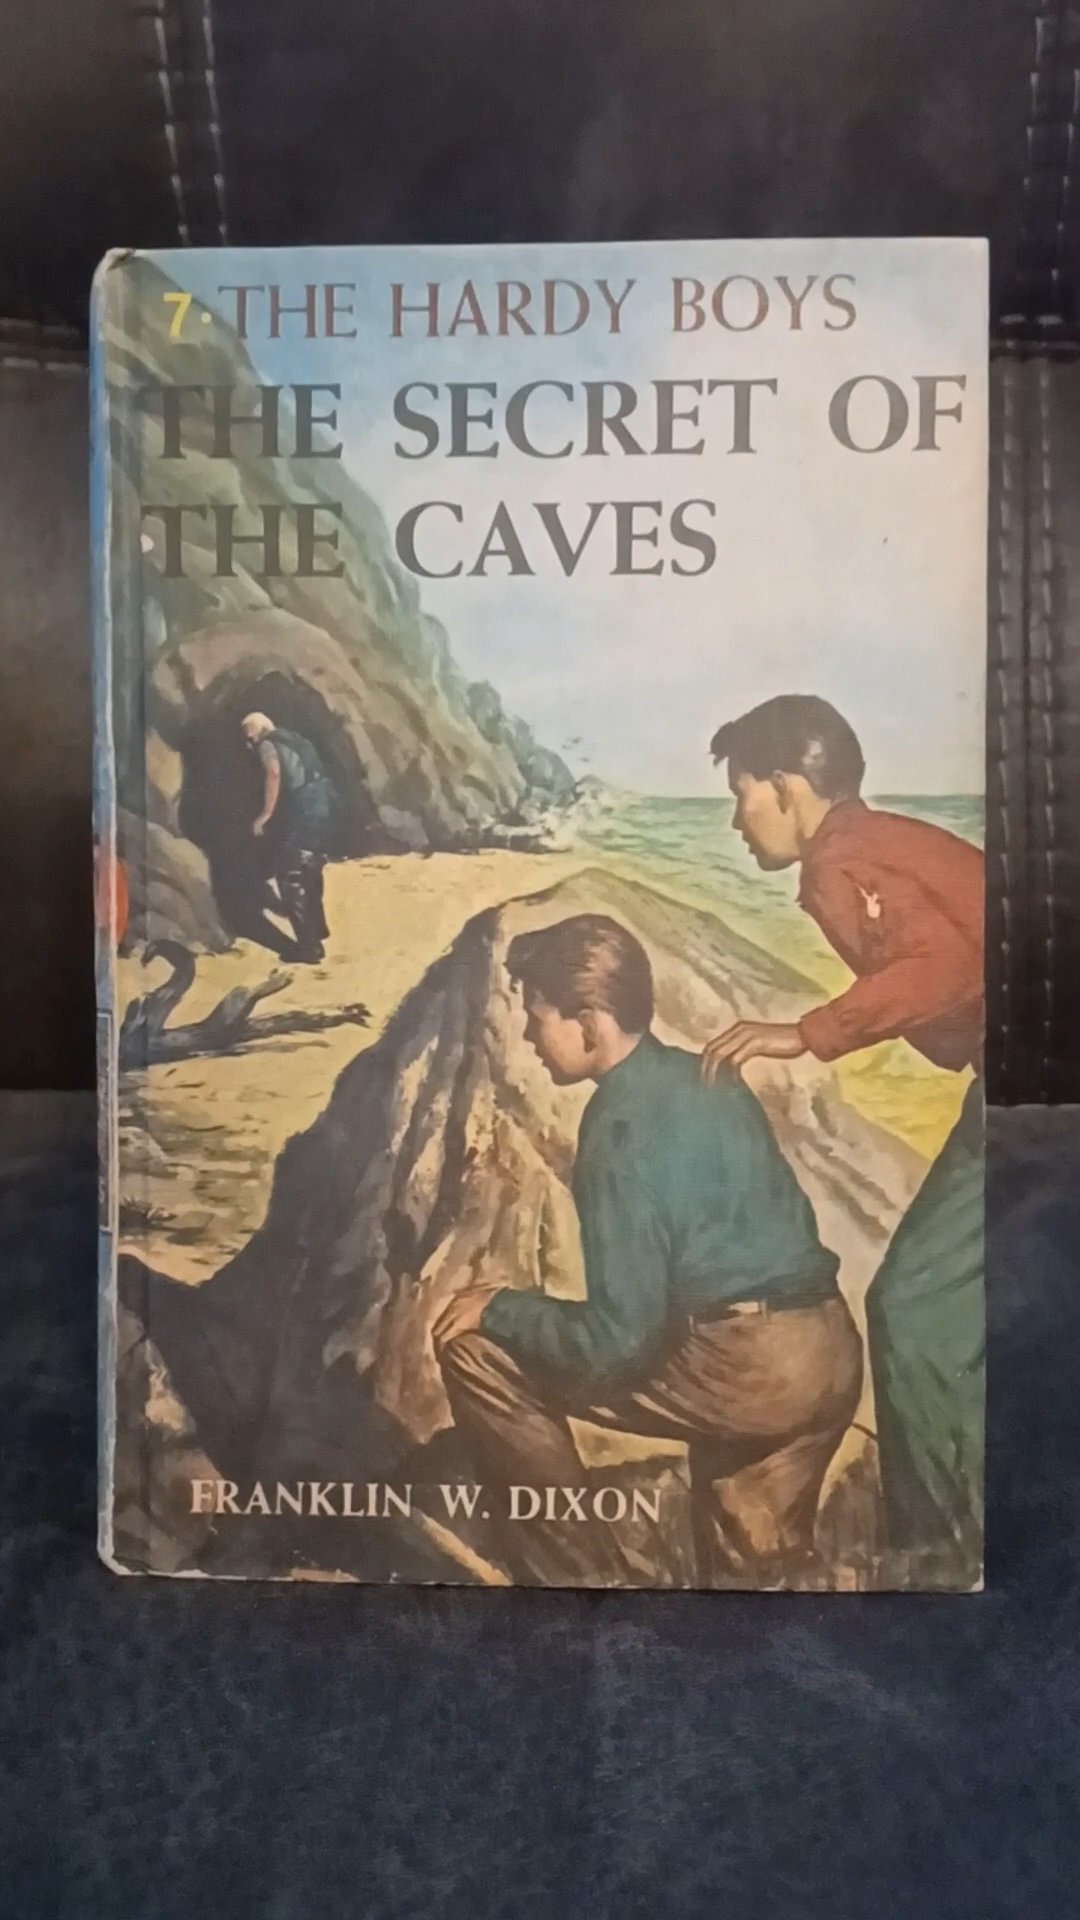 7·THE HARDY BOYS
THE SECRET OF
THE CAVES
FRANKLIN W. DIXON